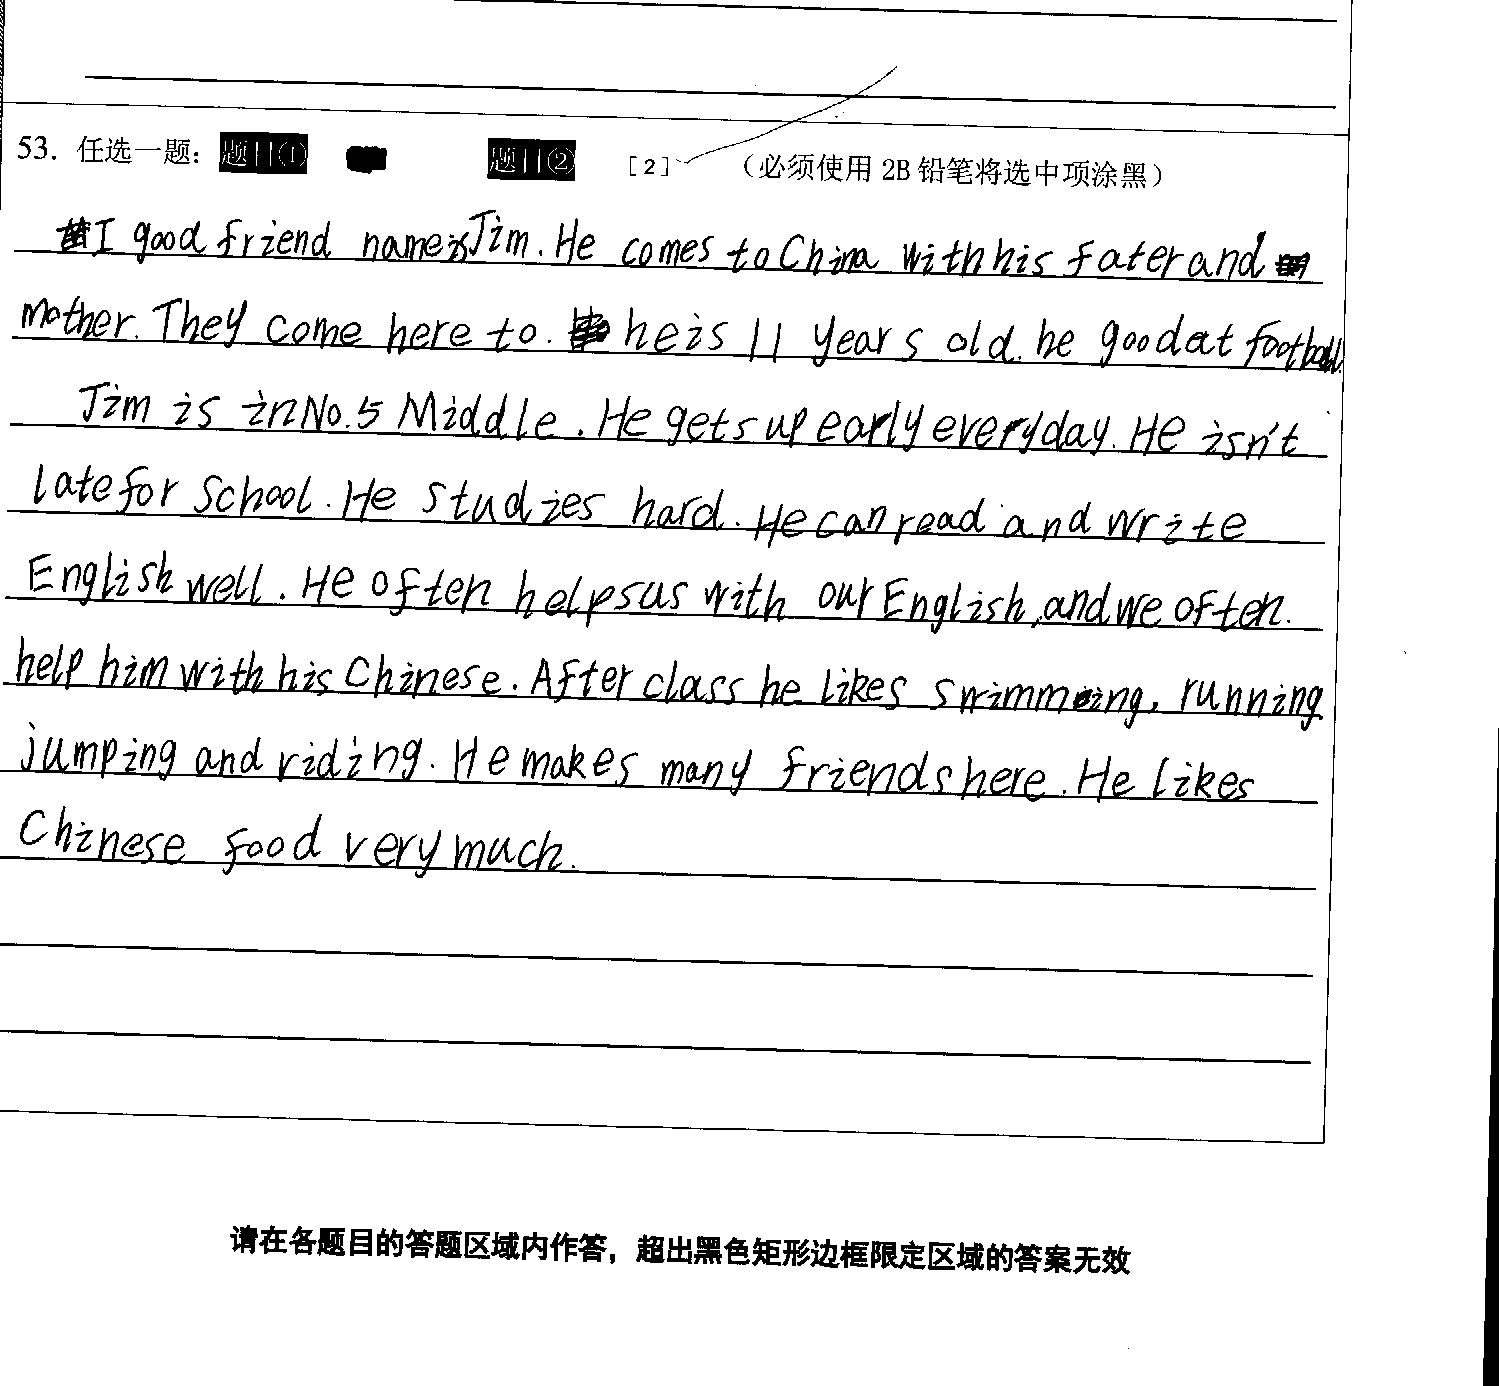 53. 任选一题： 题目① 题目② [2] （必须使用 2B 铅笔将选中项涂黑）
I good friend name is Jim. He comes to China with his fater and
mother. They come here to. he is 11 years old. he good at football.
Jim is in No.5 Middle. He gets up early everyday. He isn't
late for school. He studies hard. He can read and write
English well. He often helps us with our English, and we often.
help him with his Chinese. After class he likes swimming, running
jumping and riding. He makes many friends here. He likes
Chinese food very much.
请在各题目的答题区域内作答，超出黑色矩形边框限定区域的答案无效